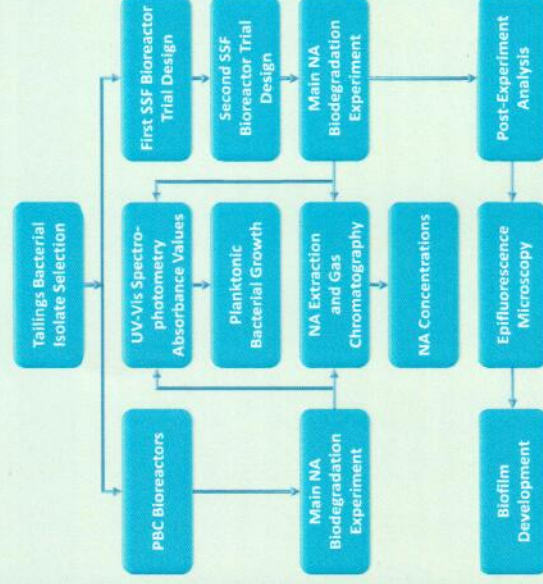 Tailings Bacterial
Isolate Selection
PBC Bioreactors
UV-Vis Spectro-
photometry
Absorbance Values
First SSF Bioreactor
Trial Design
Planktonic
Bacterial Growth
Second SSF
Bioreactor Trial
Design
Main NA
Biodegradation
Experiment
NA Extraction
and Gas
Chromatography
Main NA
Biodegradation
Experiment
NA Concentrations
Biofilm
Development
Epifluorescence
Microscopy
Post-Experiment
Analysis